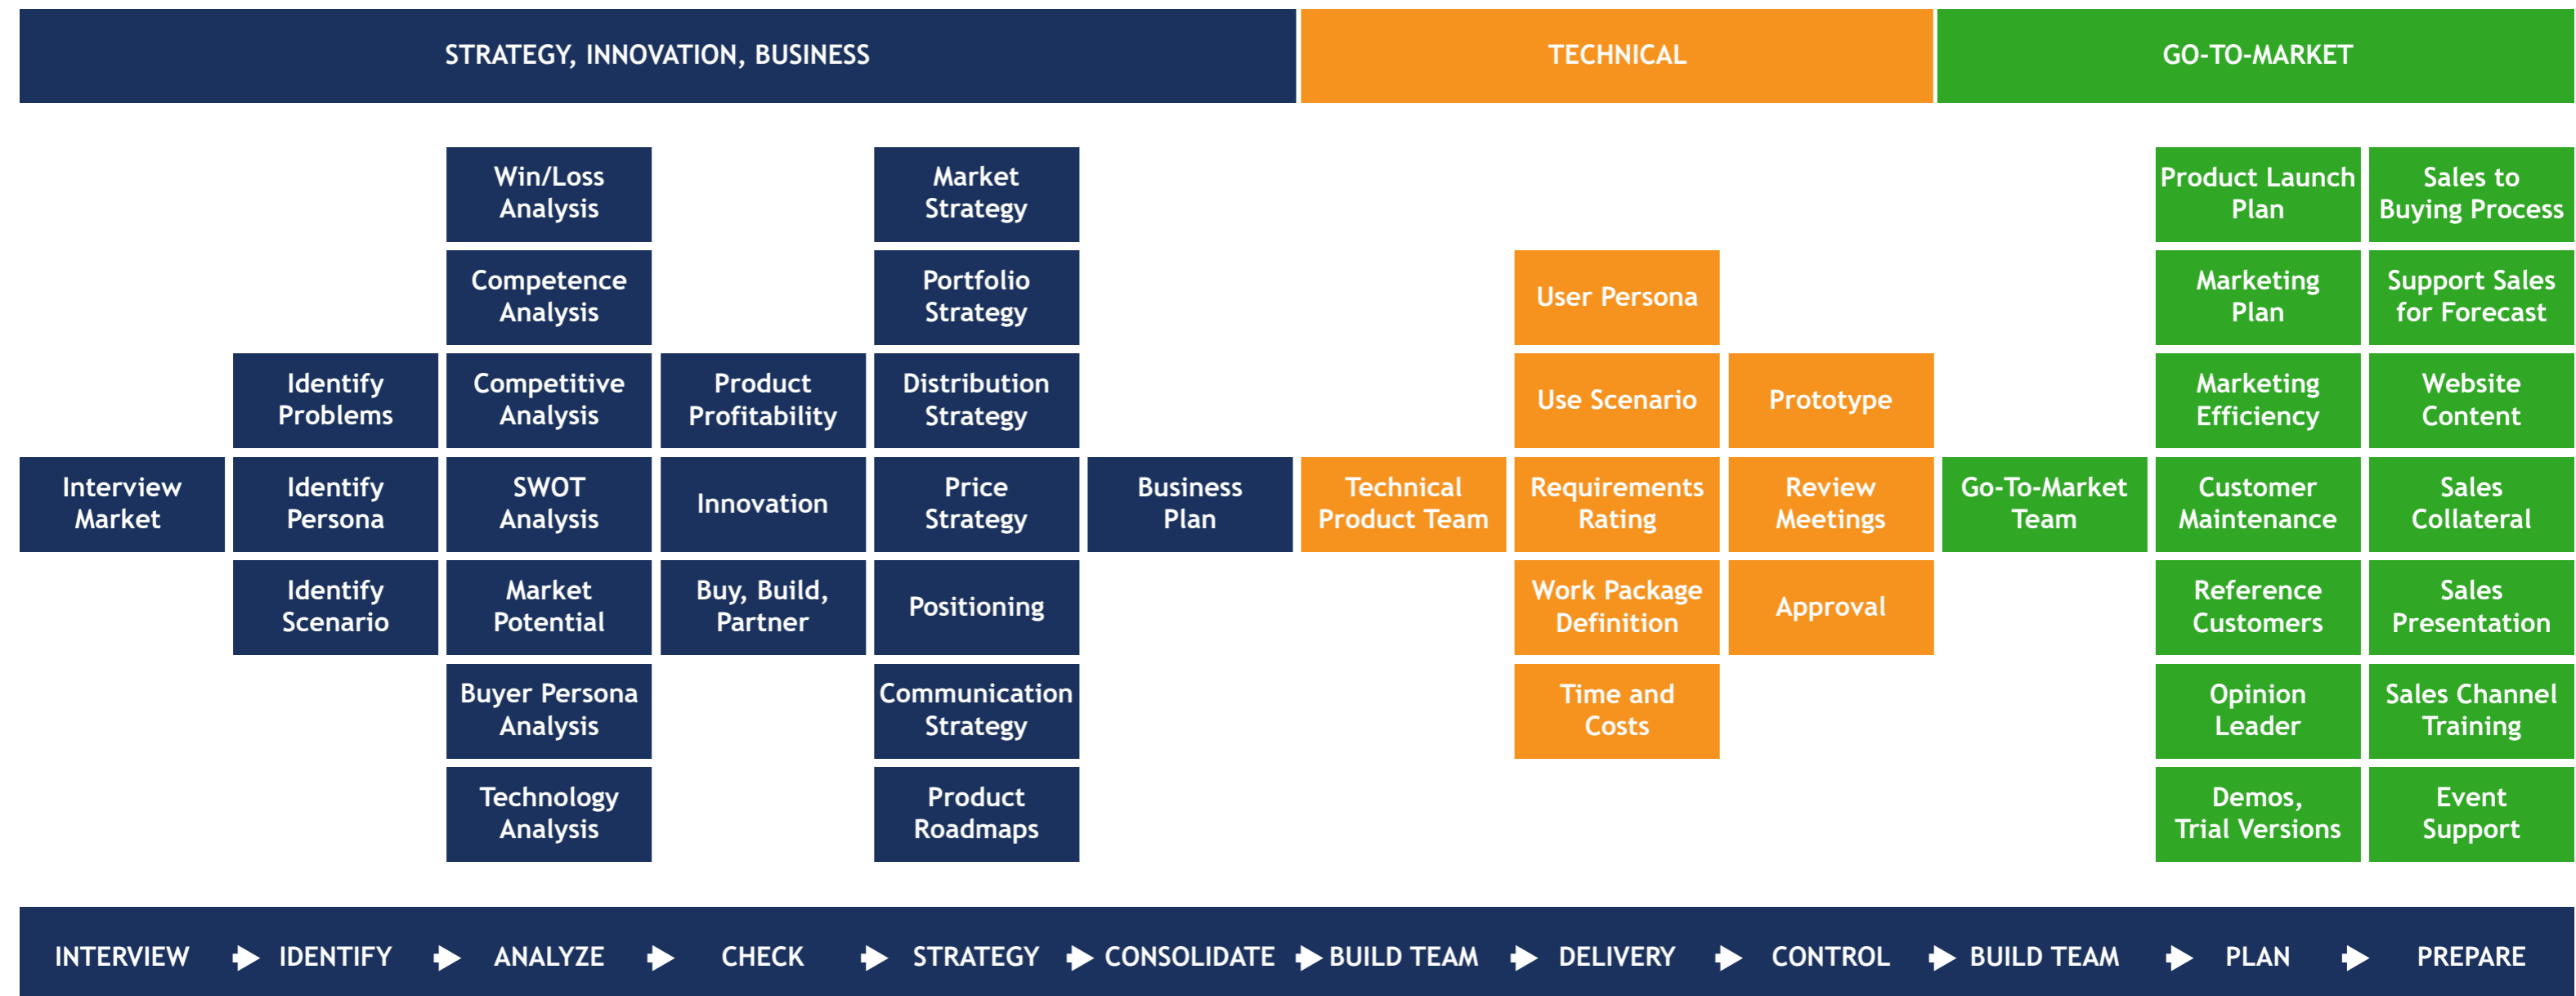 STRATEGY, INNOVATION, BUSINESS
TECHNICAL
GO-TO-MARKET
Interview
Market
Identify
Problems
Identify
Persona
Identify
Scenario
Win/Loss
Analysis
Competence
Analysis
Competitive
Analysis
SWOT
Analysis
Market
Potential
Buyer Persona
Analysis
Technology
Analysis
Product
Profitability
Innovation
Buy, Build,
Partner
Market
Strategy
Portfolio
Strategy
Distribution
Strategy
Price
Strategy
Positioning
Communication
Strategy
Product
Roadmaps
Business
Plan
Technical
Product Team
User Persona
Use Scenario
Requirements
Rating
Work Package
Definition
Time and
Costs
Prototype
Review
Meetings
Approval
Go-To-Market
Team
Product Launch
Plan
Marketing
Plan
Marketing
Efficiency
Customer
Maintenance
Reference
Customers
Opinion
Leader
Demos,
Trial Versions
Sales to
Buying Process
Support Sales
for Forecast
Website
Content
Sales
Collateral
Sales
Presentation
Sales Channel
Training
Event
Support
INTERVIEW
IDENTIFY
ANALYZE
CHECK
STRATEGY
CONSOLIDATE
BUILD TEAM
DELIVERY
CONTROL
BUILD TEAM
PLAN
PREPARE